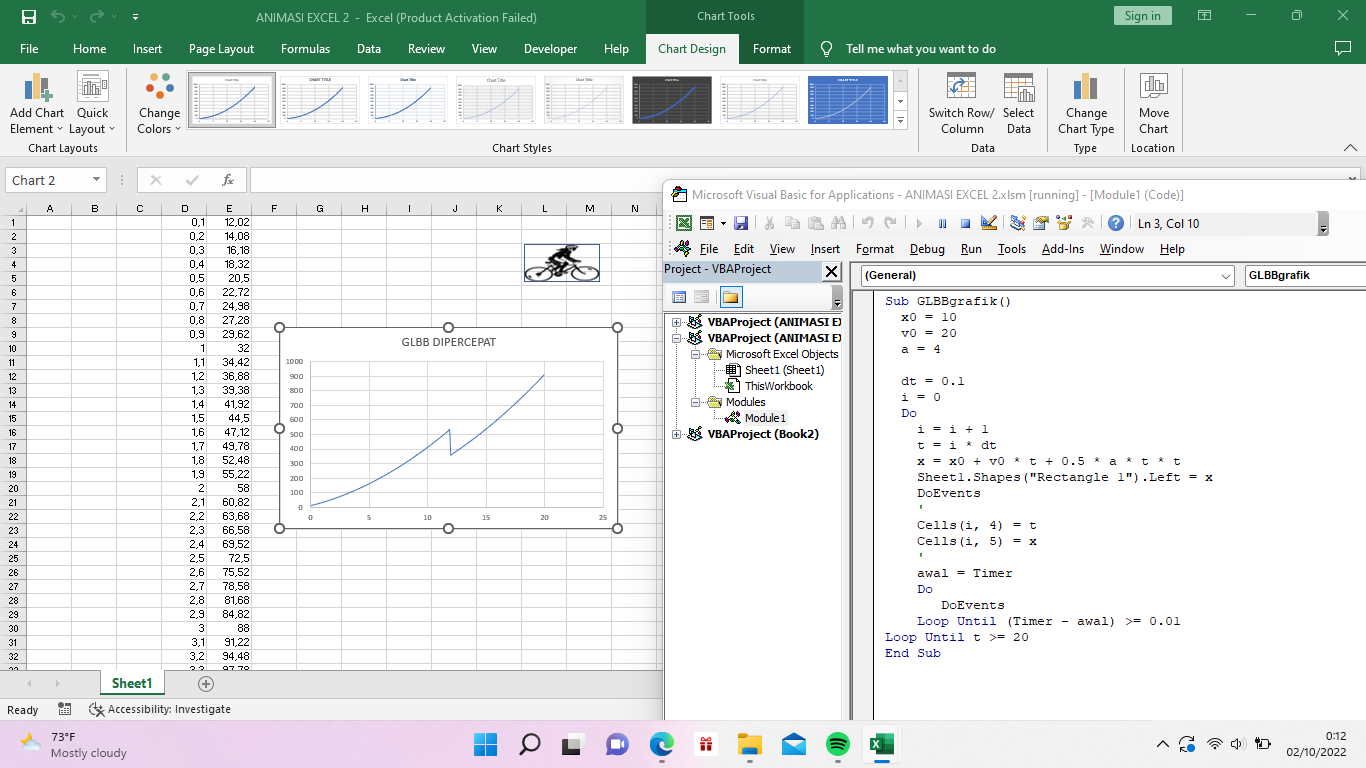 ANIMASI EXCEL 2 - Excel (Product Activation Failed)
Chart Tools
Sign in
File Home Insert Page Layout Formulas Data Review View Developer Help Chart Design Format Tell me what you want to do
Add Chart Element
Quick Layout
Change Colors
Switch Row/ Column
Select Data
Change Chart Type
Move Chart
Chart Layouts
Chart Styles
Data
Type
Location
Chart 2
fx
A B C D E F G H I J K L M N
1 0,1 12,02
2 0,2 14,08
3 0,3 16,18
4 0,4 18,32
5 0,5 20,5
6 0,6 22,72
7 0,7 24,98
8 0,8 27,28
9 0,9 29,62
10 1 32
11 1,1 34,42
12 1,2 36,88
13 1,3 39,38
14 1,4 41,92
15 1,5 44,5
16 1,6 47,12
17 1,7 49,78
18 1,8 52,48
19 1,9 55,22
20 2 58
21 2,1 60,82
22 2,2 63,68
23 2,3 66,58
24 2,4 69,52
25 2,5 72,5
26 2,6 75,52
27 2,7 78,58
28 2,8 81,68
29 2,9 84,82
30 3 88
31 3,1 91,22
32 3,2 94,48
33 3,3 97,78
GLBB DIPERCEPAT
1000
900
800
700
600
500
400
300
200
100
0
0 5 10 15 20 25
Sheet1
Ready
Accessibility: Investigate
Microsoft Visual Basic for Applications - ANIMASI EXCEL 2.xlsm [running] - [Module1 (Code)]
Ln 3, Col 10
File Edit View Insert Format Debug Run Tools Add-Ins Window Help
Project - VBAProject
VBAProject (ANIMASI EX
VBAProject (ANIMASI EX
Microsoft Excel Objects
Sheet1 (Sheet1)
ThisWorkbook
Modules
Module1
VBAProject (Book2)
(General)
GLBBgrafik
Sub GLBBgrafik()
x0 = 10
v0 = 20
a = 4
dt = 0.1
i = 0
Do
i = i + 1
t = i * dt
x = x0 + v0 * t + 0.5 * a * t * t
Sheet1.Shapes("Rectangle 1").Left = x
DoEvents
'
Cells(i, 4) = t
Cells(i, 5) = x
'
awal = Timer
Do
DoEvents
Loop Until (Timer - awal) >= 0.01
Loop Until t >= 20
End Sub
73°F
Mostly cloudy
0:12
02/10/2022